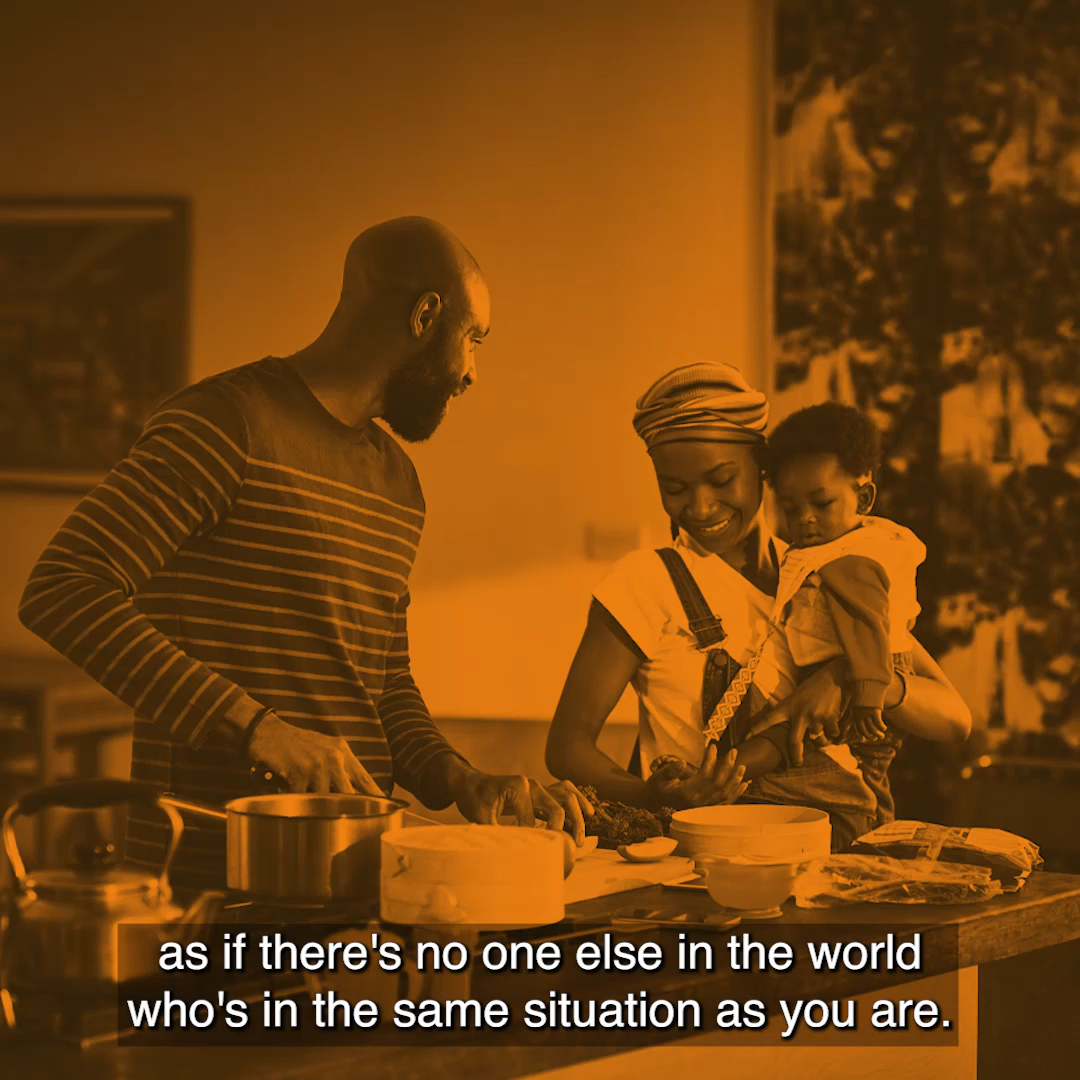 as if there's no one else in the world
who's in the same situation as you are.